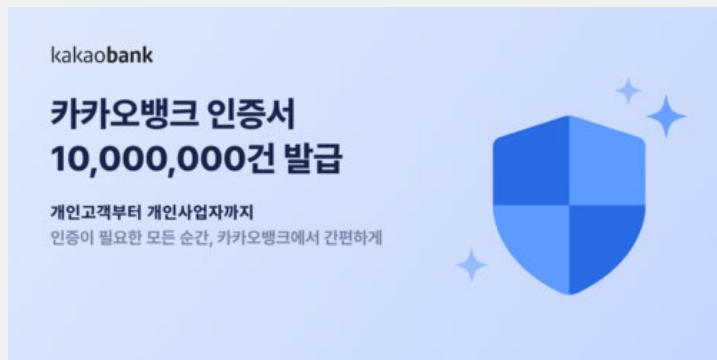 kakaobank
카카오뱅크 인증서
10,000,000건 발급
개인고객부터 개인사업자까지
인증이 필요한 모든 순간, 카카오뱅크에서 간편하게